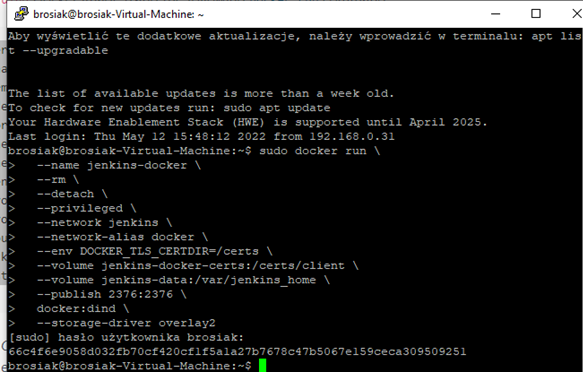 brosiak@brosiak-Virtual-Machine: ~
Aby wyświetlić te dodatkowe aktualizacje, należy wprowadzić w terminalu: apt lis
t --upgradable
The list of available updates is more than a week old.
To check for new updates run: sudo apt update
Your Hardware Enablement Stack (HWE) is supported until April 2025.
Last login: Thu May 12 15:48:12 2022 from 192.168.0.31
brosiak@brosiak-Virtual-Machine:~$ sudo docker run \
>   --name jenkins-docker \
>   --rm \
>   --detach \
>   --privileged \
>   --network jenkins \
>   --network-alias docker \
>   --env DOCKER_TLS_CERTDIR=/certs \
>   --volume jenkins-docker-certs:/certs/client \
>   --volume jenkins-data:/var/jenkins_home \
>   --publish 2376:2376 \
>   docker:dind \
>   --storage-driver overlay2
[sudo] hasło użytkownika brosiak:
66c4f6e9058d032fb70cf420cf1f5a1a27b7678c47b5067e159ceca309509251
brosiak@brosiak-Virtual-Machine:~$